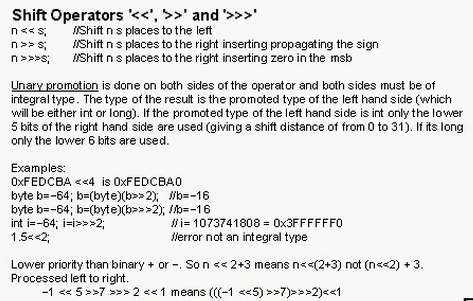 Shift Operators '<<', '>>' and '>>>'
n << s; //Shift n s places to the left
n >> s; //Shift n s places to the right inserting propagating the sign
n >>>s; //Shift n s places to the right inserting zero in the msb
Unary promotion is done on both sides of the operator and both sides must be of
integral type. The type of the result is the promoted type of the left hand side (which
will be either int or long). If the promoted type of the left hand side is int only the lower
5 bits of the right hand side are used (giving a shift distance of from 0 to 31). If its long
only the lower 6 bits are used.
Examples:
0xFEDCBA <<4 is 0xFEDCBA0
byte b=-64; b=(byte)(b>>2); //b=-16
byte b=-64; b=(byte)(b>>>2); //b=-16
int i=-64; i=i>>>2; // i= 1073741808 = 0x3FFFFFF0
1.5<<2; //error not an integral type
Lower priority than binary + or -. So n << 2+3 means n<<(2+3) not (n<<2) + 3.
Processed left to right.
-1 << 5 >>7 >>> 2 << 1 means (((-1 <<5) >>7)>>>2)<<1